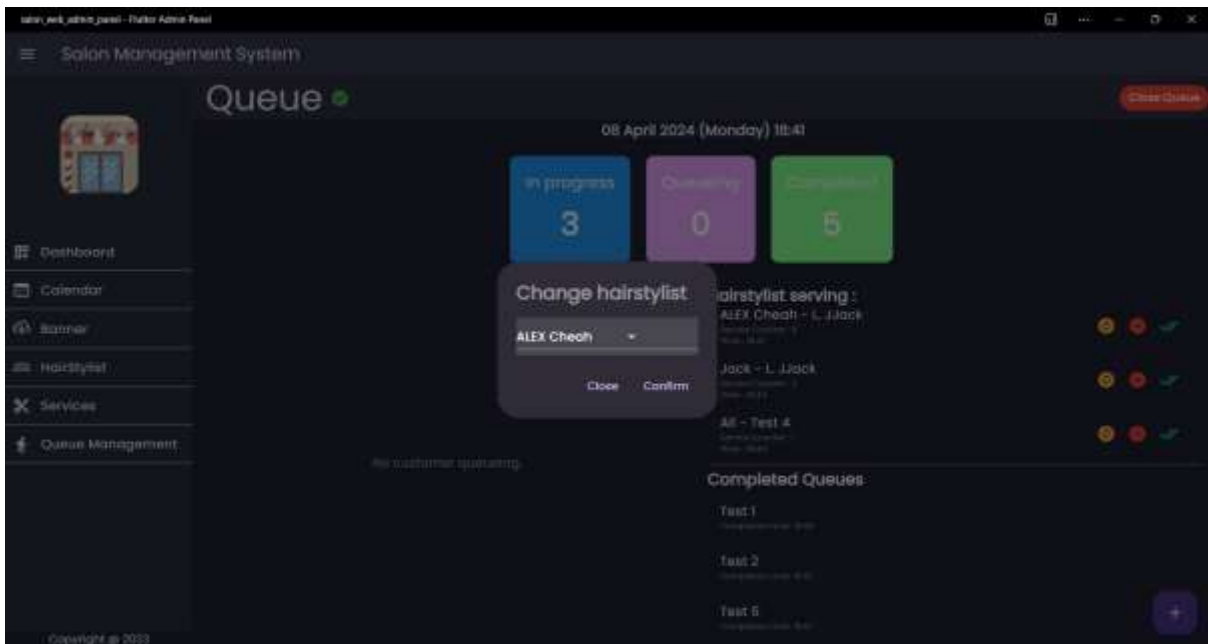 salon_verk_admin_panel - Flutter Admin Panel
Salon Management System
Queue
Close Queue
08 April 2024 (Monday) 18:41
In progress
Queueing
Completed
3
0
5
Dashboard
Calendar
Banner
HairStylist
Services
Queue Management
Change hairstylist
ALEX Cheah
Close Confirm
airstylist serving :
ALEX Cheah - L. JJack
Jack - L. JJack
Ali - Test 4
No customer queueing.
Completed Queues
Test 1
Test 2
Test 5
+
Copyright @ 2023